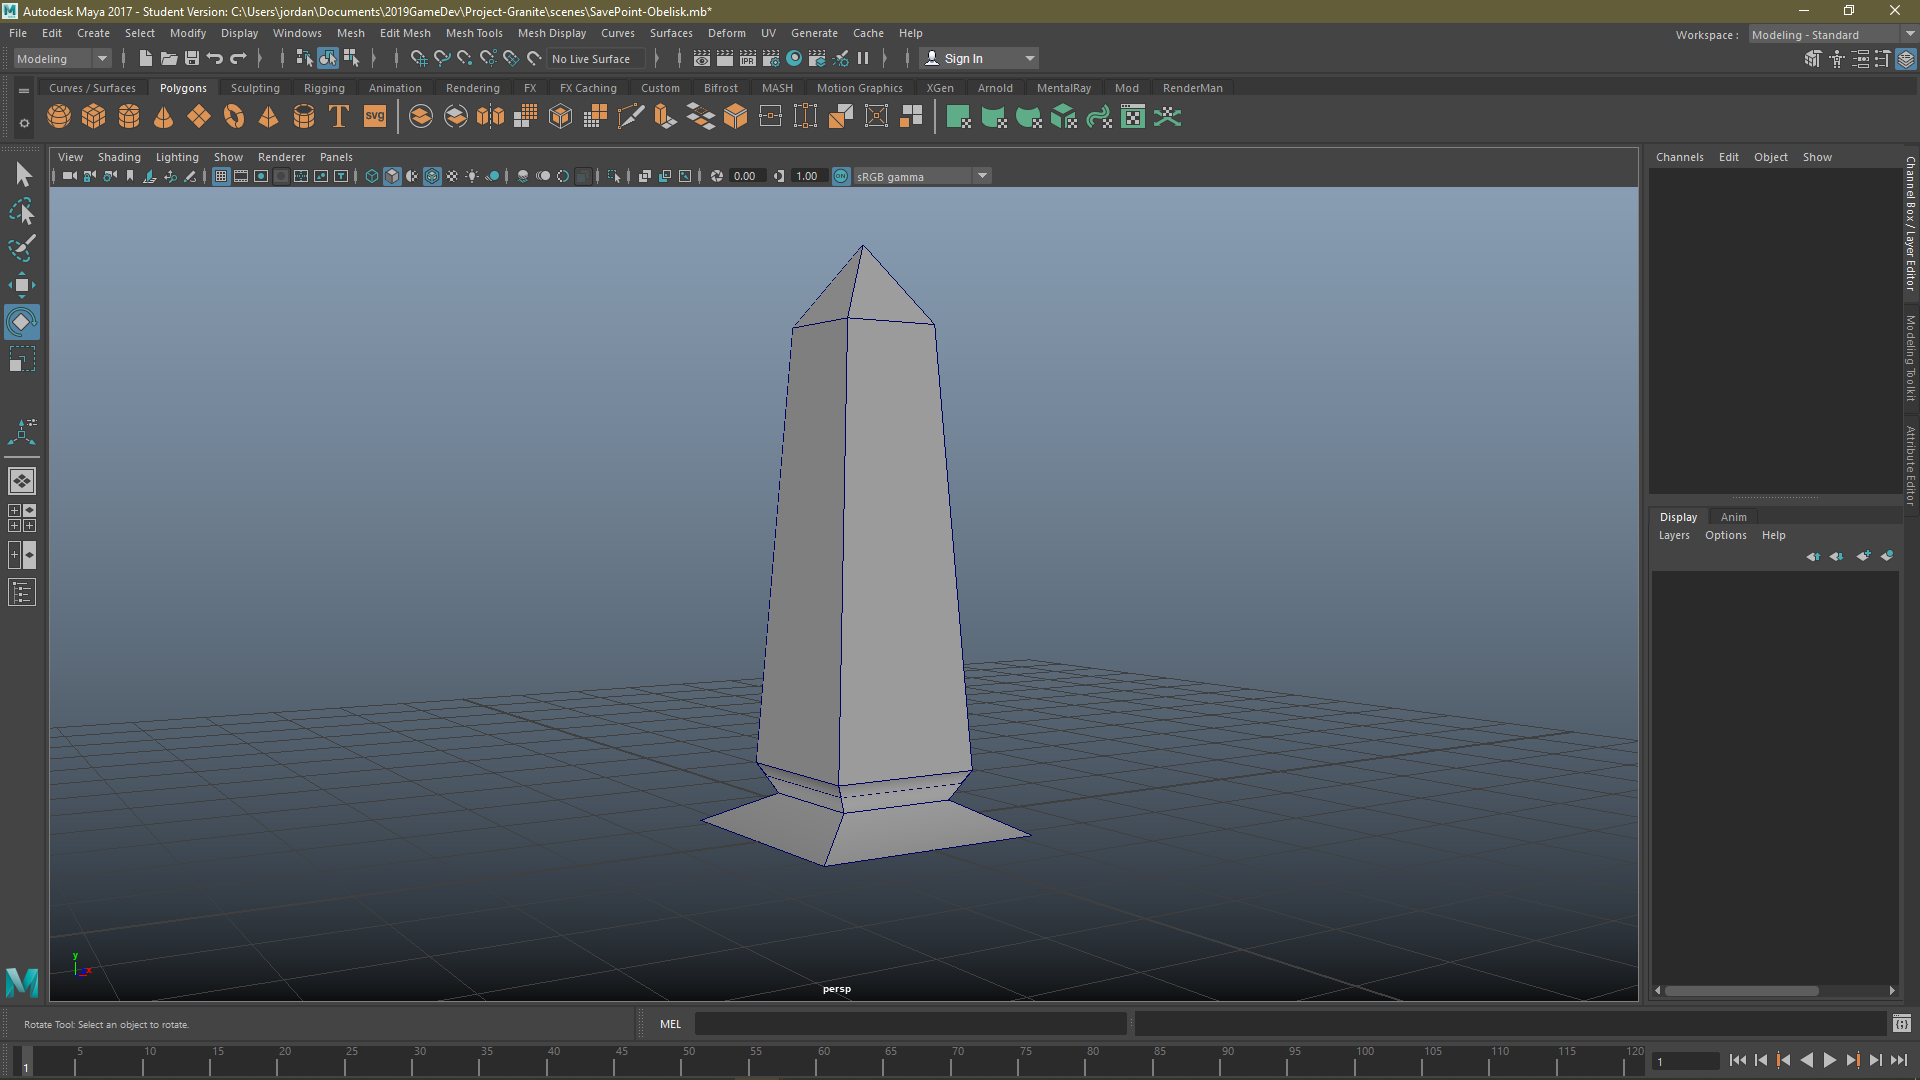 Autodesk Maya 2017 - Student Version: C:\Users\jordan\Documents\2019GameDev\Project-Granite\scenes\SavePoint-Obelisk.mb*
File Edit Create Select Modify Display Windows Mesh Edit Mesh Mesh Tools Mesh Display Curves Surfaces Deform UV Generate Cache Help
Workspace : Modeling - Standard
Modeling No Live Surface IPR Sign In
Curves / Surfaces Polygons Sculpting Rigging Animation Rendering FX FX Caching Custom Bifrost MASH Motion Graphics XGen Arnold MentalRay Mod RenderMan
T svg
View Shading Lighting Show Renderer Panels
0.00 1.00 ON sRGB gamma
Channels Edit Object Show
Channel Box / Layer Editor
Modeling Toolkit
Attribute Editor
Display Anim
Layers Options Help
y
x
persp
Rotate Tool: Select an object to rotate.
MEL
5 10 15 20 25 30 35 40 45 50 55 60 65 70 75 80 85 90 95 100 105 110 115 120
1
1